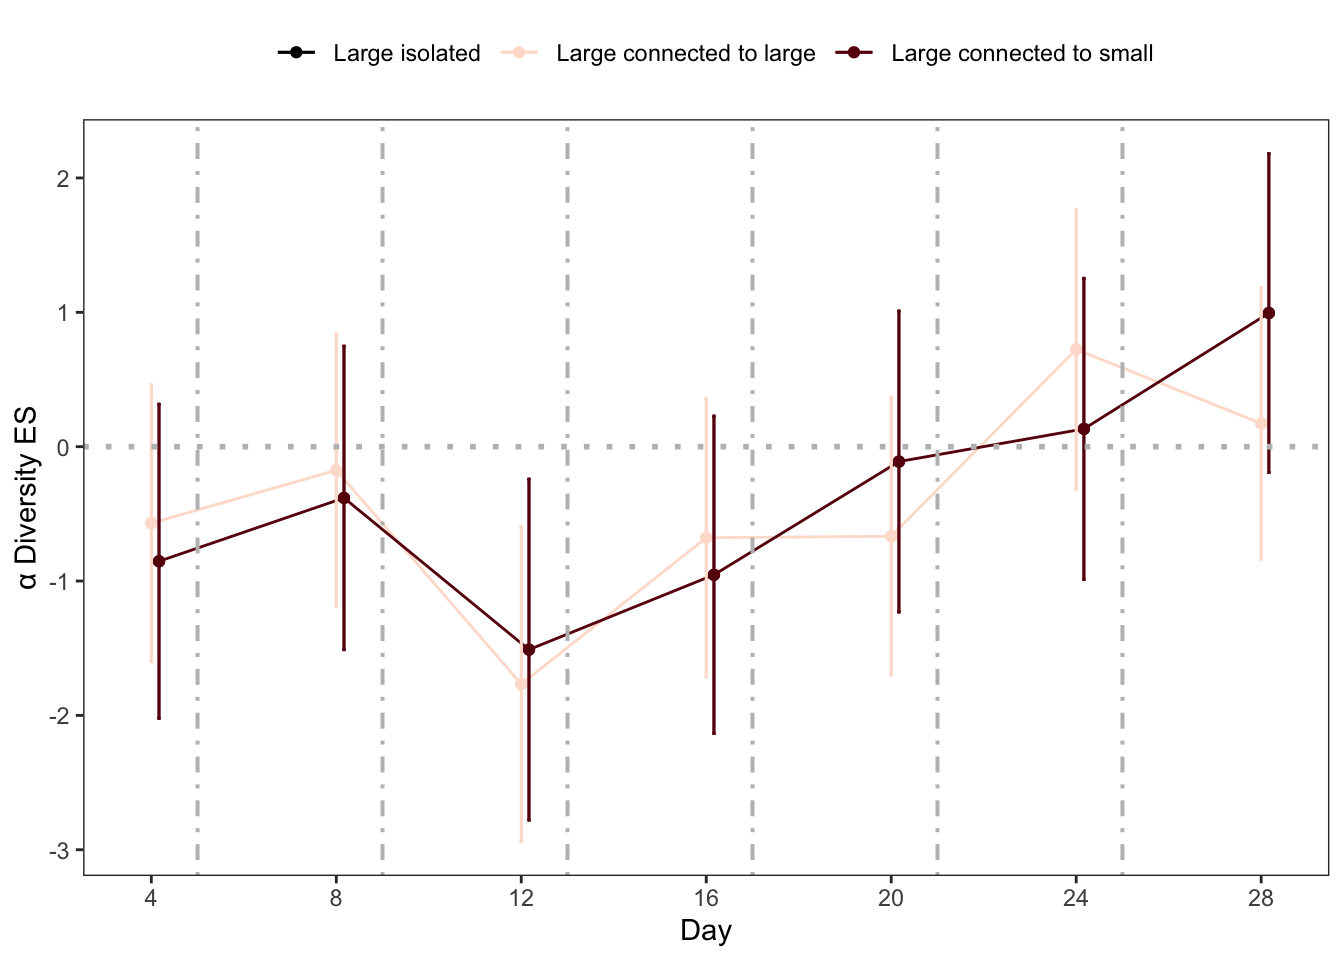 Large isolated Large connected to large Large connected to small
α Diversity ES
2
1
0
-1
-2
-3
4 8 12 16 20 24 28
Day